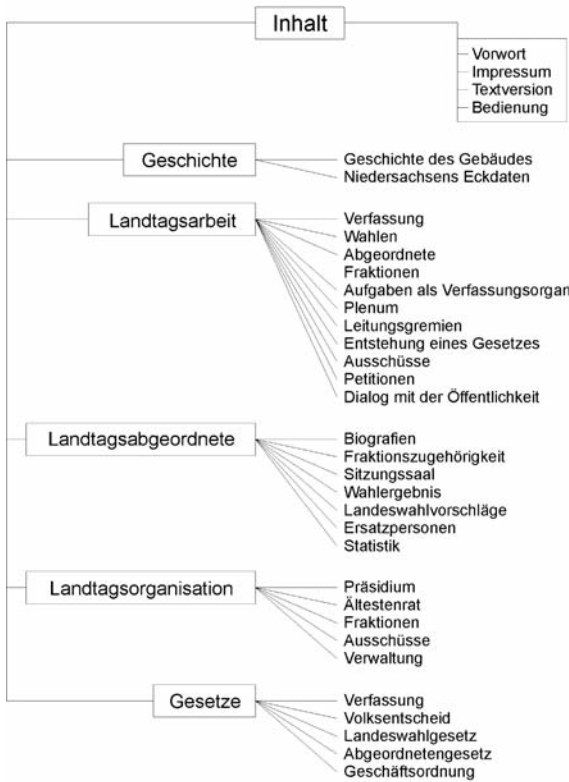 Inhalt
Vorwort
Impressum
Textversion
Bedienung
Geschichte
Geschichte des Gebäudes
Niedersachsens Eckdaten
Landtagsarbeit
Verfassung
Wahlen
Abgeordnete
Fraktionen
Aufgaben als Verfassungsorgan
Plenum
Leitungsgremien
Entstehung eines Gesetzes
Ausschüsse
Petitionen
Dialog mit der Öffentlichkeit
Landtagsabgeordnete
Biografien
Fraktionszugehörigkeit
Sitzungssaal
Wahlergebnis
Landeswahlvorschläge
Ersatzpersonen
Statistik
Landtagsorganisation
Präsidium
Ältestenrat
Fraktionen
Ausschüsse
Verwaltung
Gesetze
Verfassung
Volksentscheid
Landeswahlgesetz
Abgeordnetengesetz
Geschäftsordnung